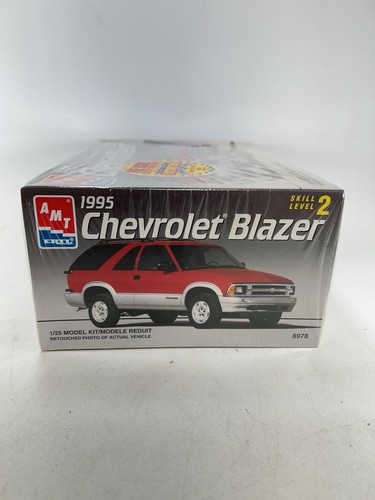 AMT
ERTL
1995
Chevrolet Blazer
SKILL
LEVEL 2
1/25 MODEL KIT/MODELE REDUIT
RETOUCHED PHOTO OF ACTUAL VEHICLE
8978